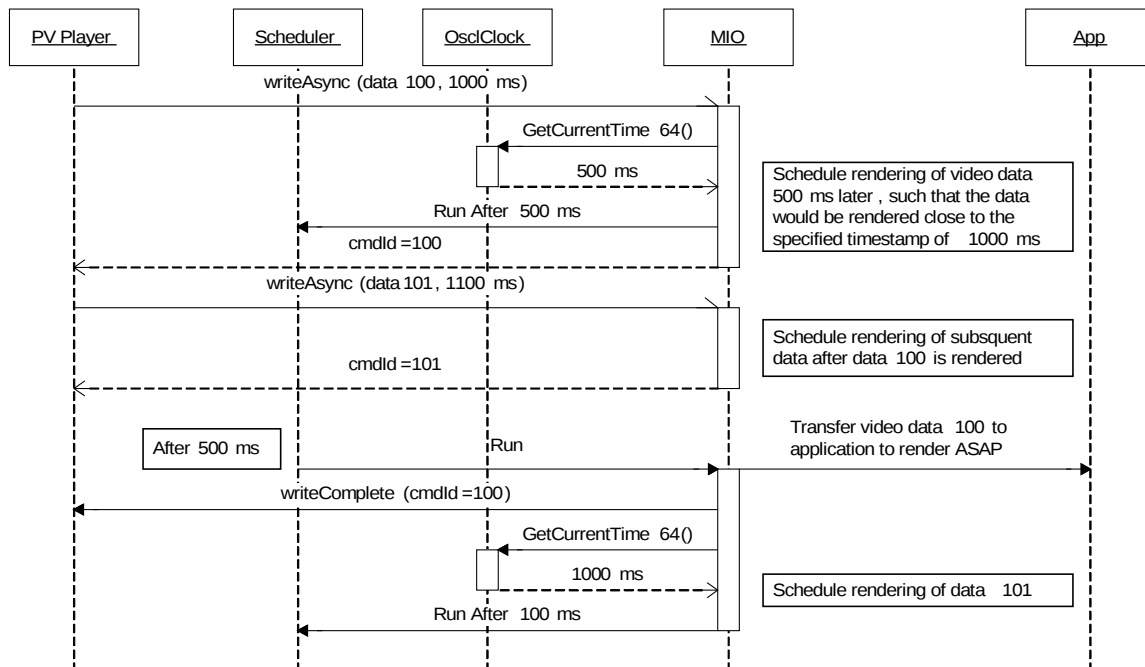 PV Player
Scheduler
OsclClock
MIO
App
writeAsync (data 100, 1000 ms)
GetCurrentTime 64()
500 ms
Schedule rendering of video data
500 ms later , such that the data
would be rendered close to the
specified timestamp of 1000 ms
Run After 500 ms
cmdId =100
writeAsync (data 101, 1100 ms)
Schedule rendering of subsquent
data after data 100 is rendered
cmdId =101
After 500 ms
Run
Transfer video data 100 to
application to render ASAP
writeComplete (cmdId =100)
GetCurrentTime 64()
1000 ms
Schedule rendering of data 101
Run After 100 ms